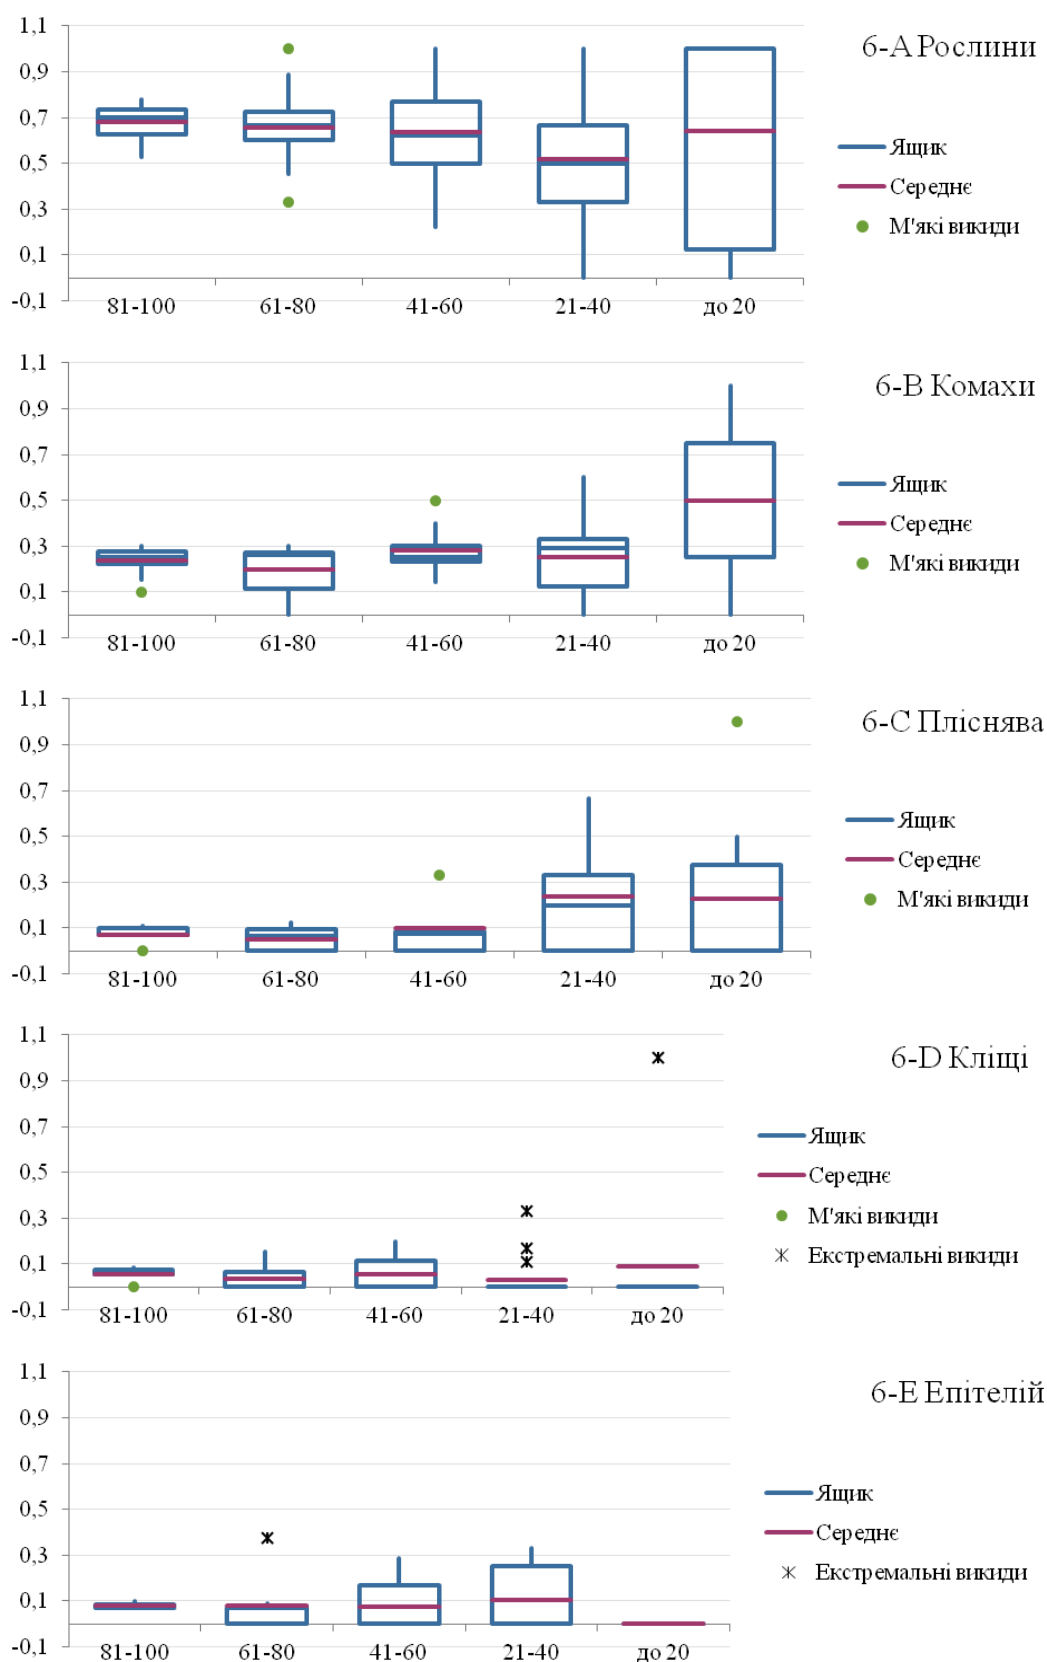 6-A Рослини
1,1
0,9
0,7
0,5
0,3
0,1
-0,1
81-100 61-80 41-60 21-40 до 20
Ящик
Середнє
М'які викиди
6-B Комахи
1,1
0,9
0,7
0,5
0,3
0,1
-0,1
81-100 61-80 41-60 21-40 до 20
Ящик
Середнє
М'які викиди
6-C Пліснява
1,1
0,9
0,7
0,5
0,3
0,1
-0,1
81-100 61-80 41-60 21-40 до 20
Ящик
Середнє
М'які викиди
6-D Кліщі
1,1
0,9
0,7
0,5
0,3
0,1
-0,1
81-100 61-80 41-60 21-40 до 20
Ящик
Середнє
М'які викиди
Екстремальні викиди
6-E Епітелій
1,1
0,9
0,7
0,5
0,3
0,1
-0,1
81-100 61-80 41-60 21-40 до 20
Ящик
Середнє
Екстремальні викиди